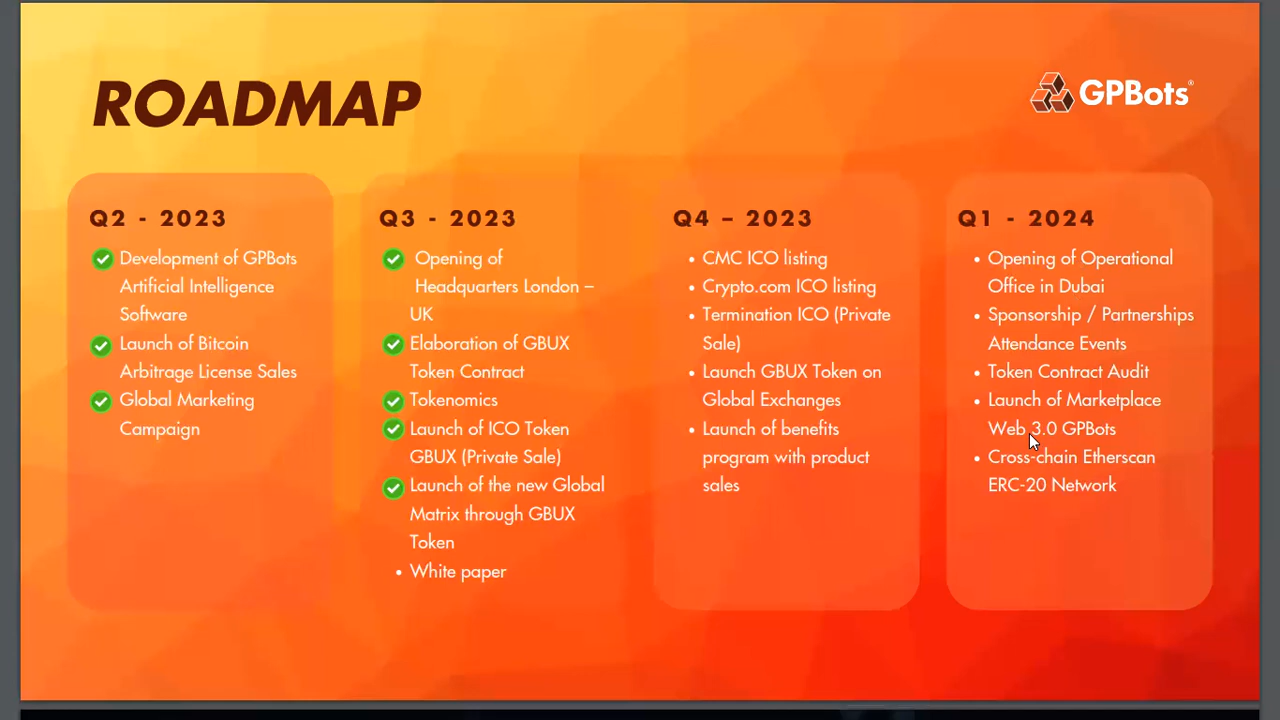 ROADMAP
GPBots®
Q2 - 2023
Development of GPBots
Artificial Intelligence
Software
Launch of Bitcoin
Arbitrage License Sales
Global Marketing
Campaign
Q3 - 2023
Opening of
Headquarters London –
UK
Elaboration of GBUX
Token Contract
Tokenomics
Launch of ICO Token
GBUX (Private Sale)
Launch of the new Global
Matrix through GBUX
Token
• White paper
Q4 – 2023
• CMC ICO listing
• Crypto.com ICO listing
• Termination ICO (Private
Sale)
• Launch GBUX Token on
Global Exchanges
• Launch of benefits
program with product
sales
Q1 - 2024
• Opening of Operational
Office in Dubai
• Sponsorship / Partnerships
Attendance Events
• Token Contract Audit
• Launch of Marketplace
Web 3.0 GPBots
• Cross-chain Etherscan
ERC-20 Network